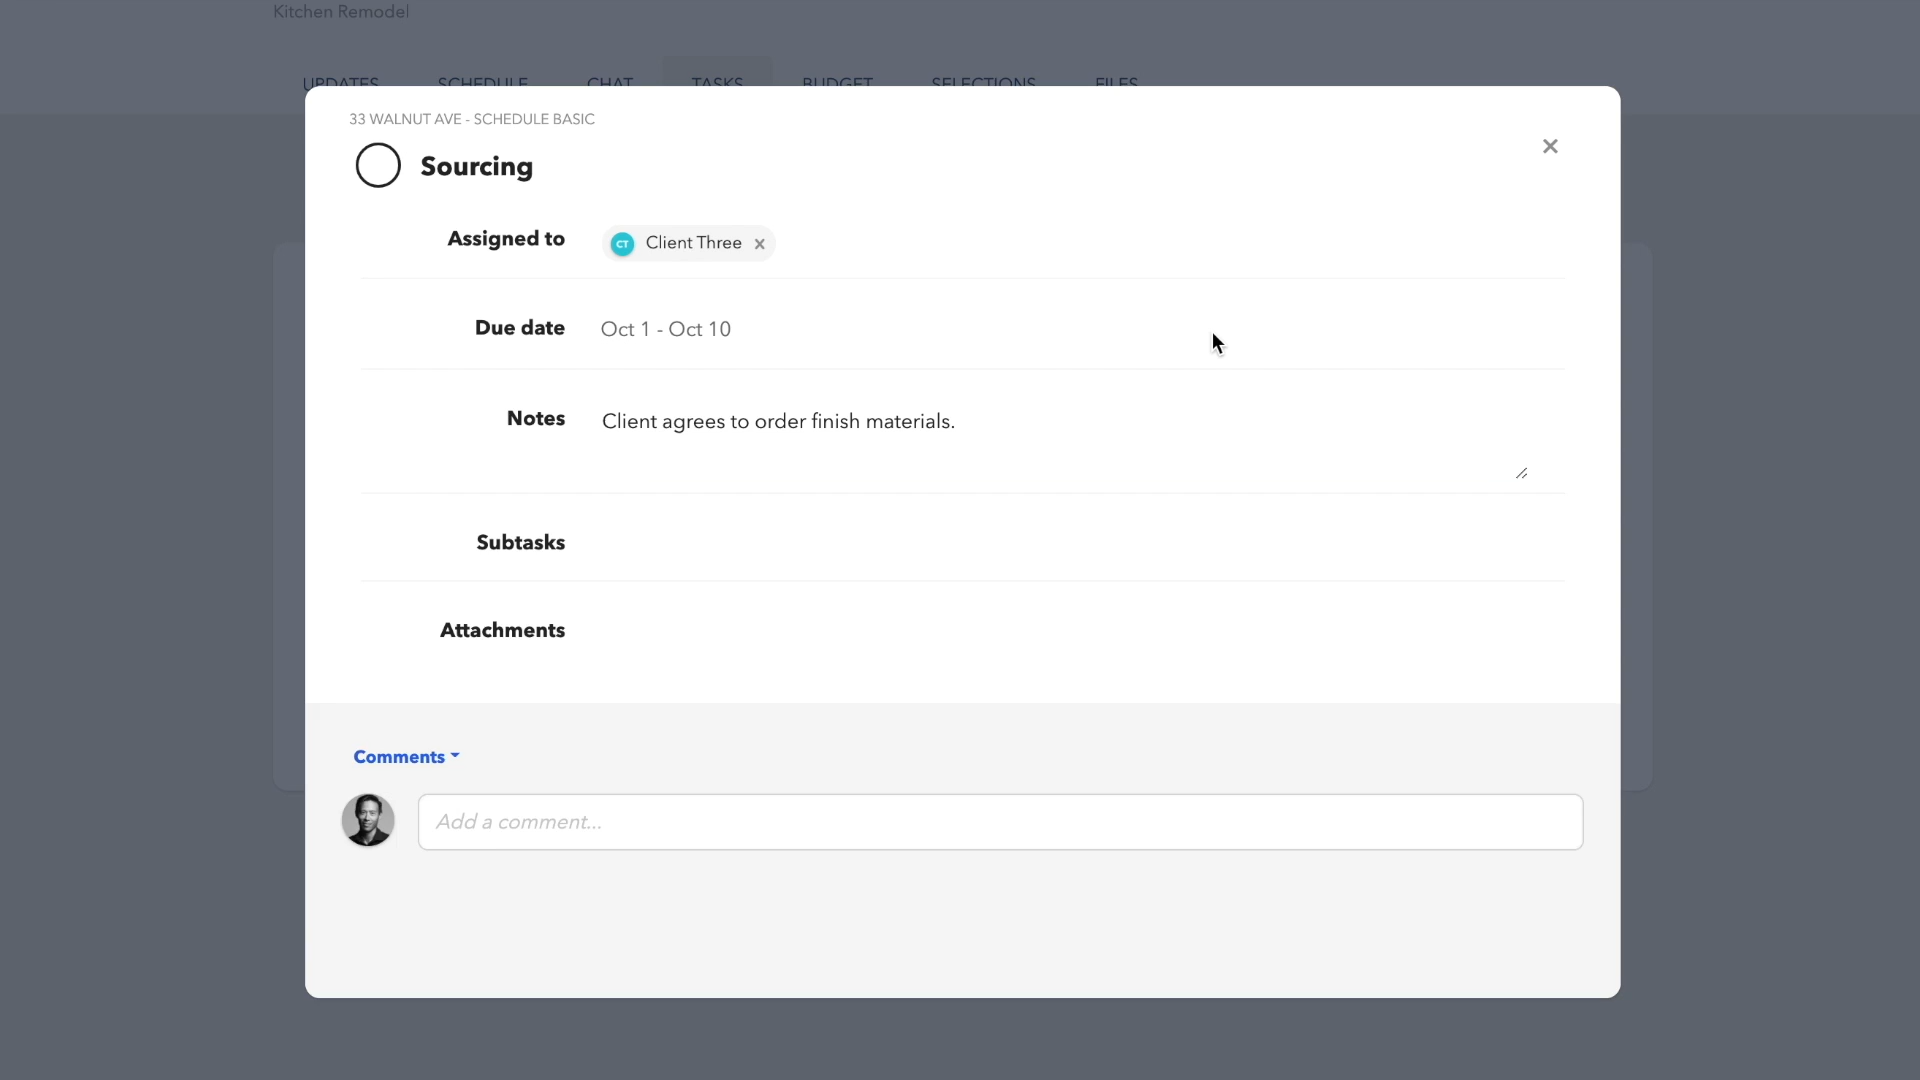 Kitchen Remodel
UPDATES SCHEDULE CHAT TASKS BUDGET SELECTIONS FILES
33 WALNUT AVE - SCHEDULE BASIC
Sourcing
Assigned to CT Client Three
Due date Oct 1 - Oct 10
Notes Client agrees to order finish materials.
Subtasks
Attachments
Comments
Add a comment...